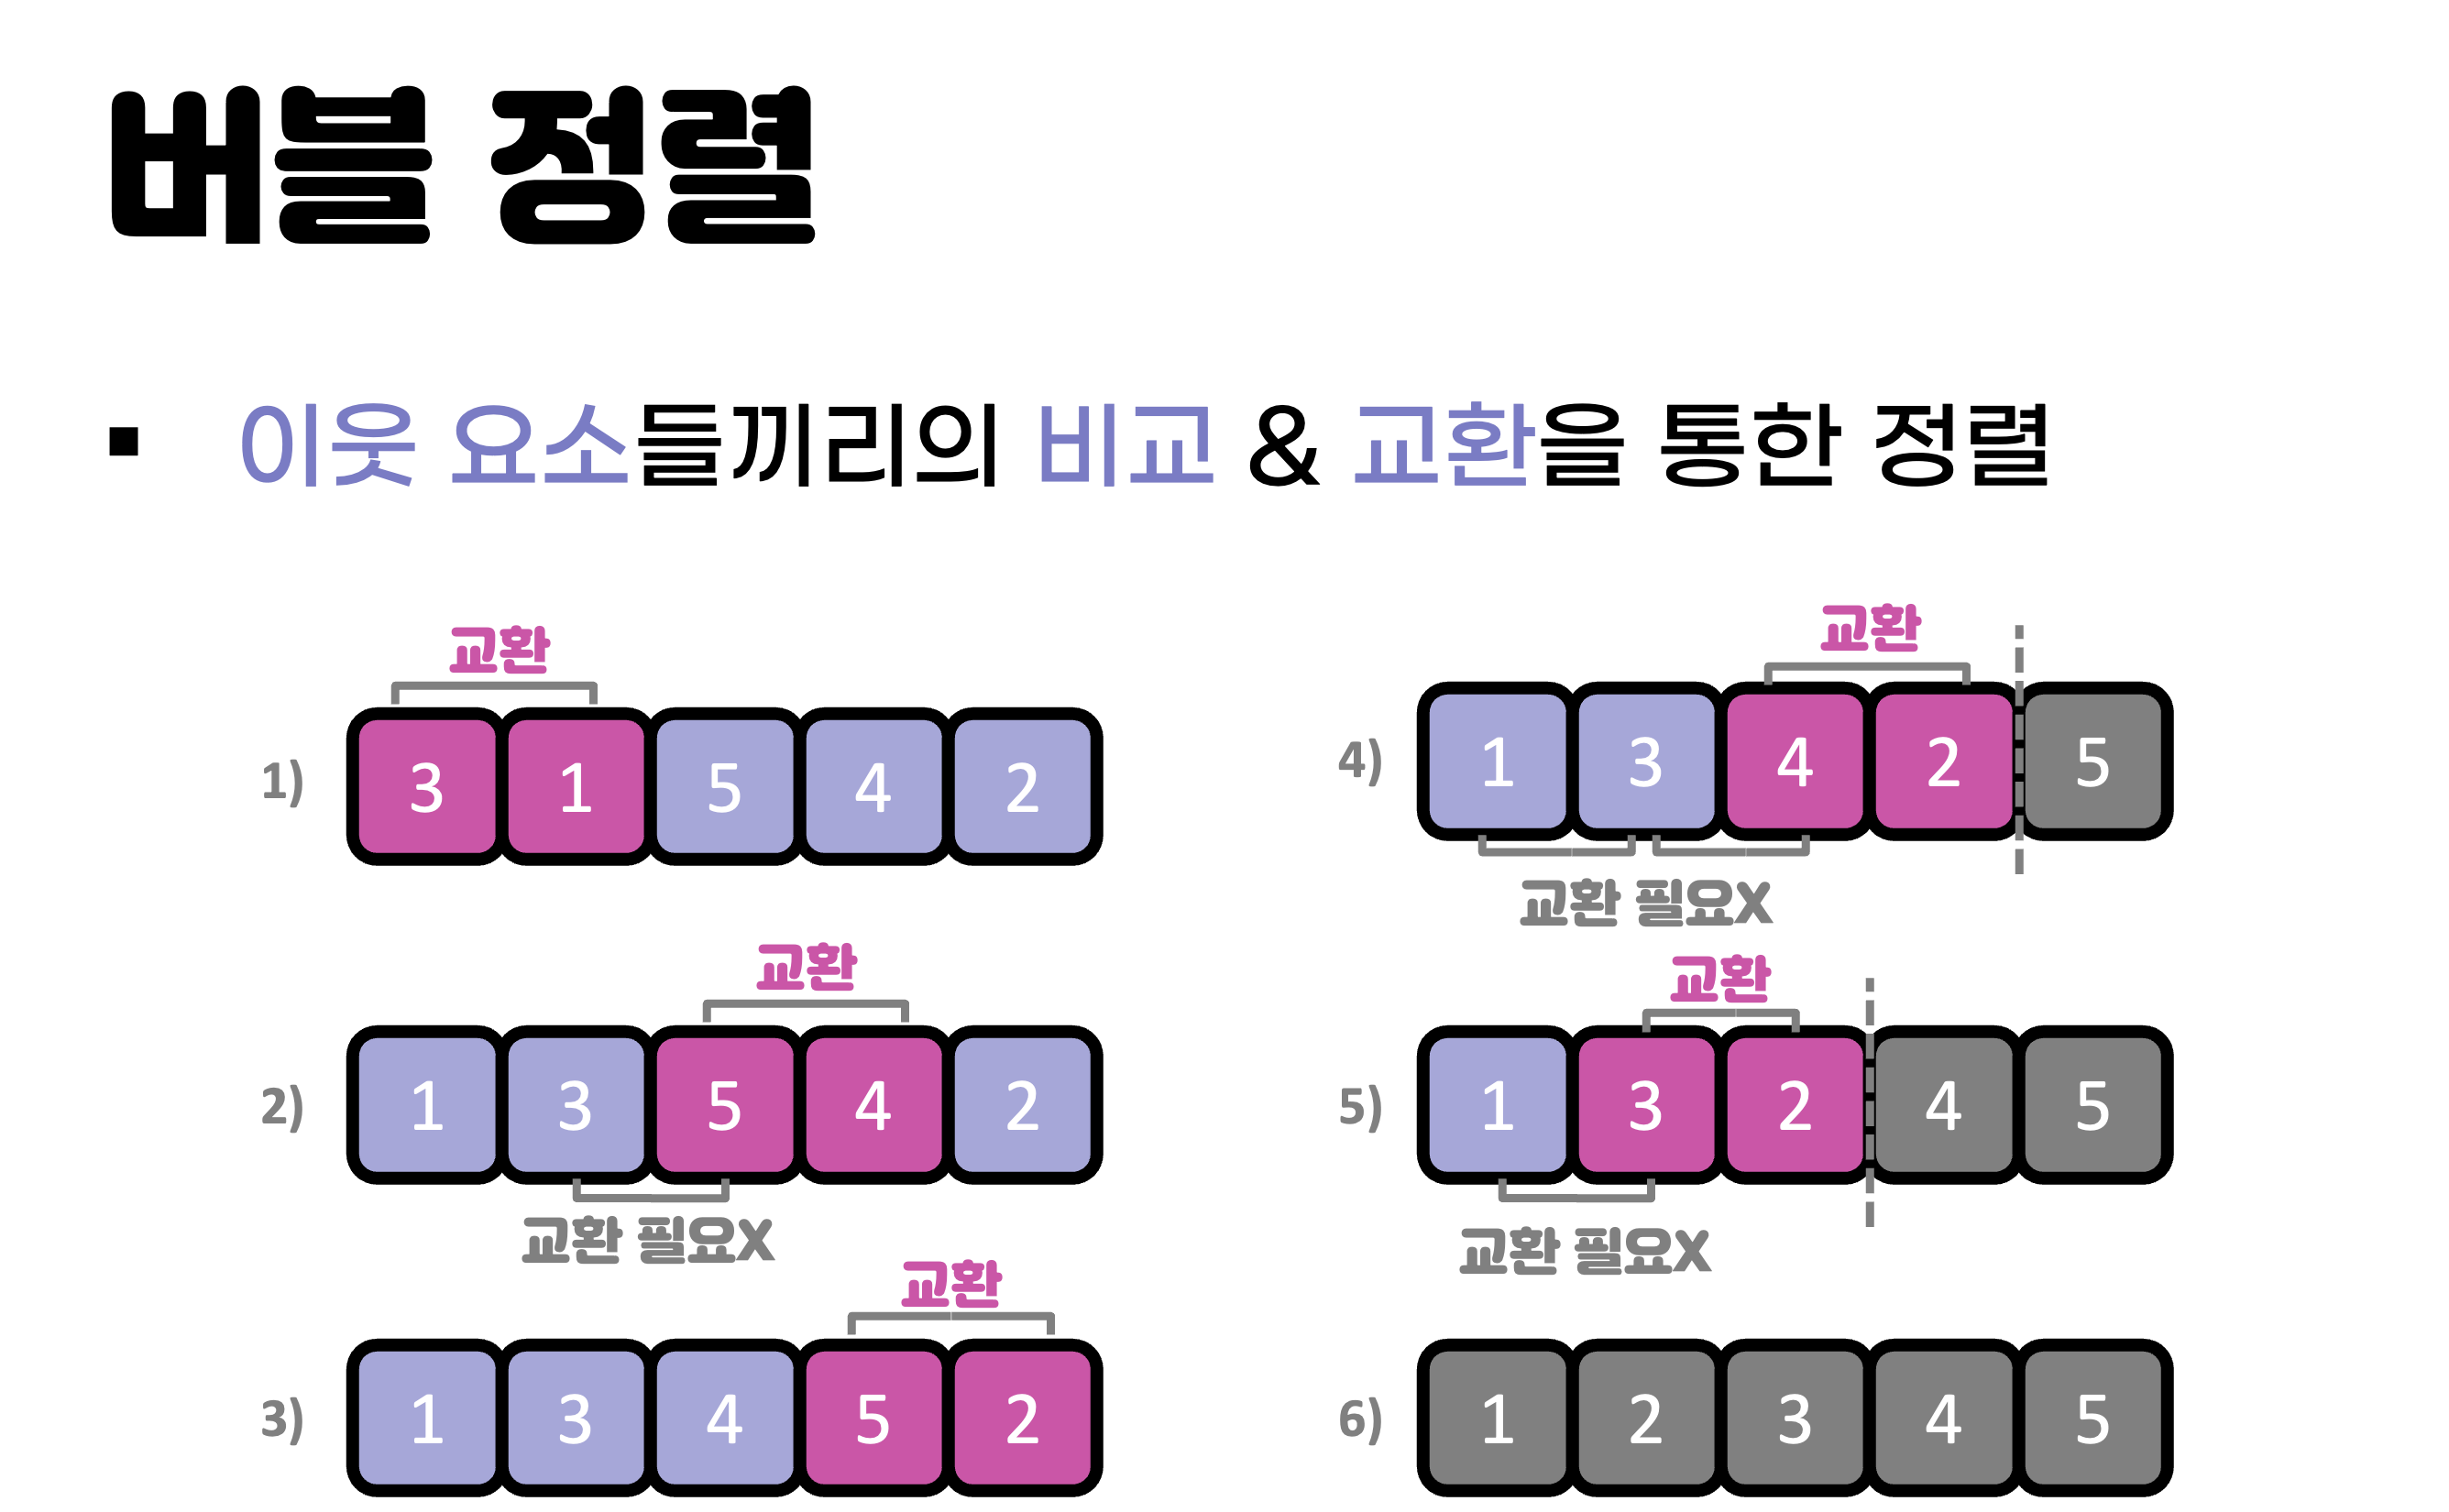 버블 정렬
▪ 이웃 요소들끼리의 비교 & 교환을 통한 정렬
교환
1) 3 1 5 4 2
교환
2) 1 3 5 4 2
교환 필요X
교환
3) 1 3 4 5 2
교환
4) 1 3 4 2 5
교환 필요X
교환
5) 1 3 2 4 5
교환 필요X
6) 1 2 3 4 5